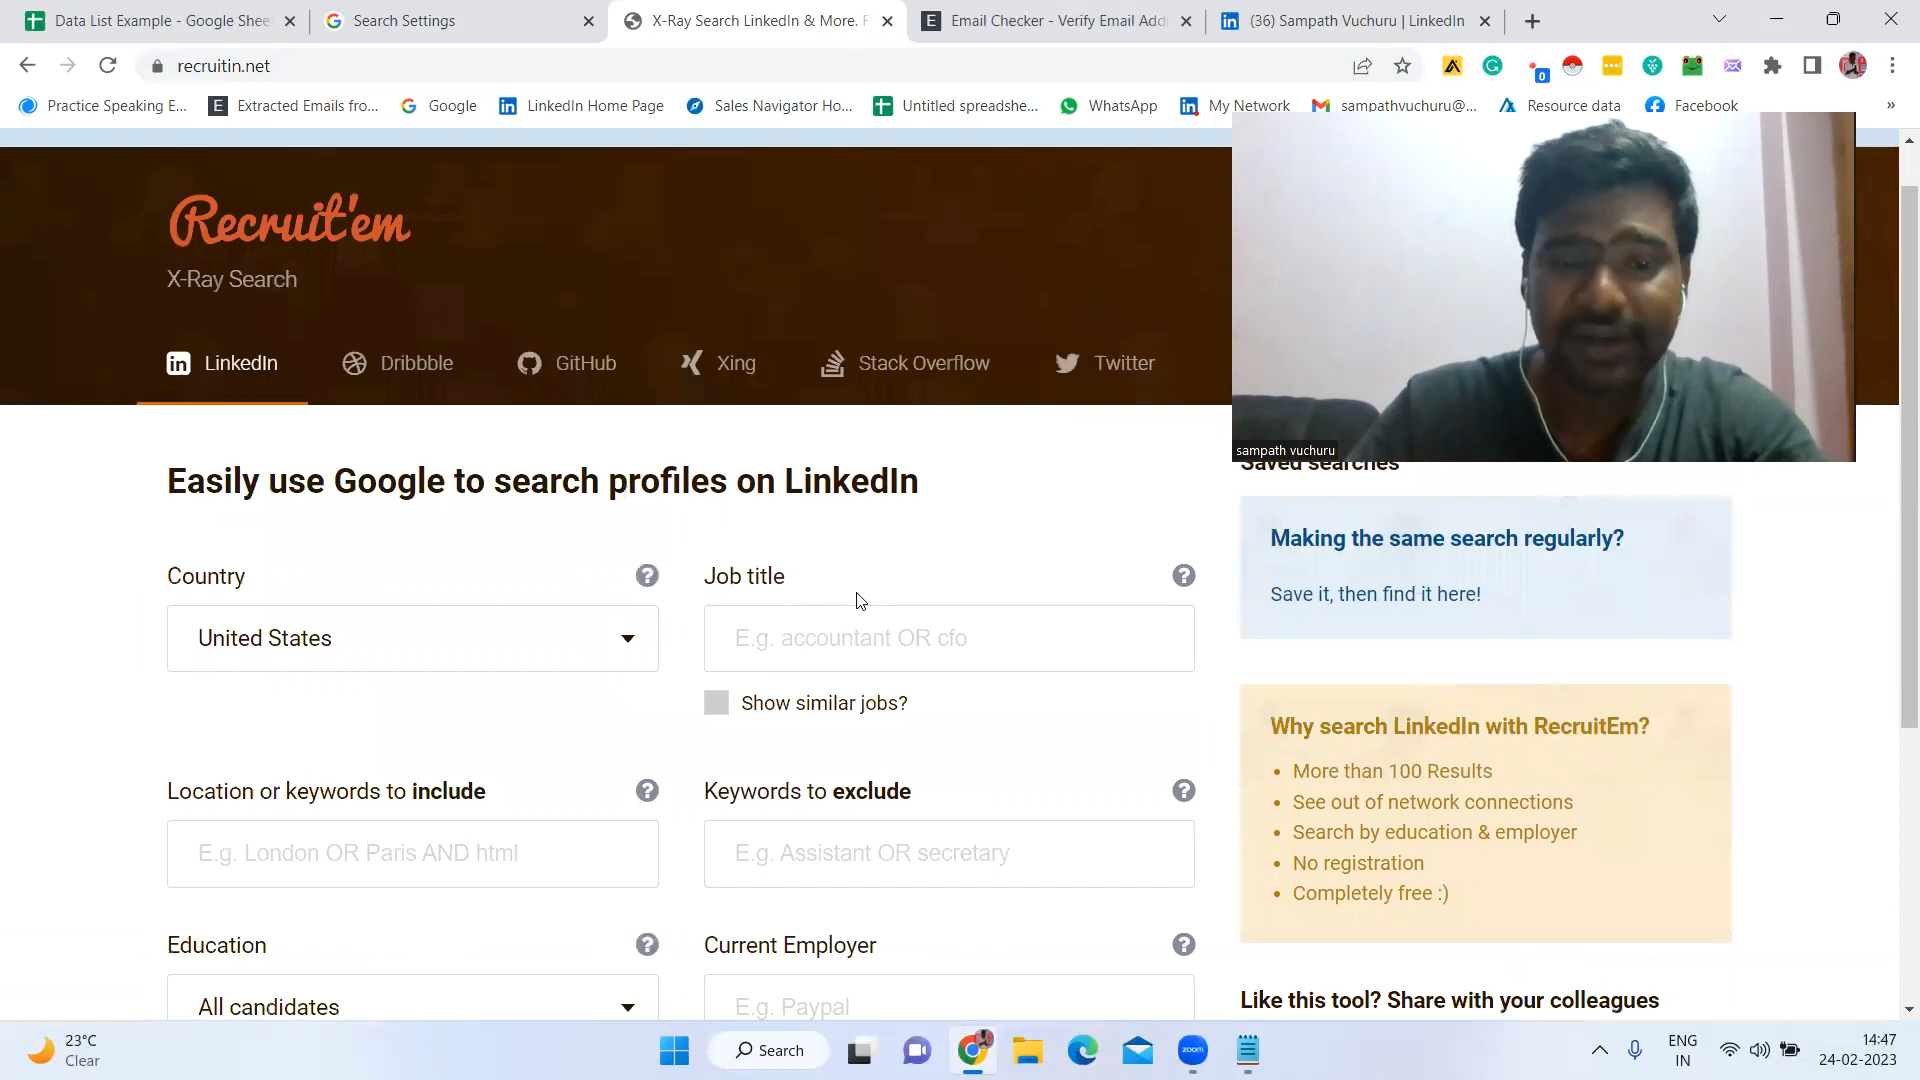 Data List Example - Google Shee
Search Settings
X-Ray Search LinkedIn & More. F
Email Checker - Verify Email Add
(36) Sampath Vuchuru | LinkedIn
recruitin.net
0
Practice Speaking E...
Extracted Emails fro...
Google
LinkedIn Home Page
Sales Navigator Ho...
Untitled spreadshe...
WhatsApp
My Network
sampathvuchuru@...
Resource data
Facebook
»
Recruit'em
X-Ray Search
LinkedIn
Dribbble
GitHub
Xing
Stack Overflow
Twitter
sampath vuchuru
Easily use Google to search profiles on LinkedIn
Country
United States
Job title
E.g. accountant OR cfo
Show similar jobs?
Location or keywords to include
E.g. London OR Paris AND html
Keywords to exclude
E.g. Assistant OR secretary
Education
All candidates
Current Employer
E.g. Paypal
Saved searches
Making the same search regularly?
Save it, then find it here!
Why search LinkedIn with RecruitEm?
• More than 100 Results
• See out of network connections
• Search by education & employer
• No registration
• Completely free :)
Like this tool? Share with your colleagues
23°C
Clear
Search
zoom
ENG
IN
14:47
24-02-2023